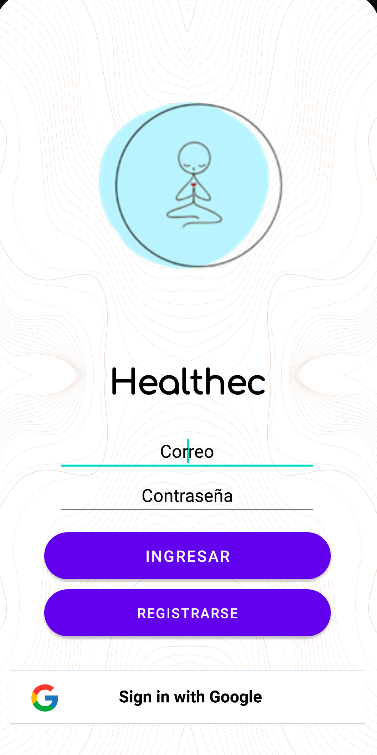 Healthec
Correo
Contraseña
INGRESAR
REGISTRARSE
Sign in with Google